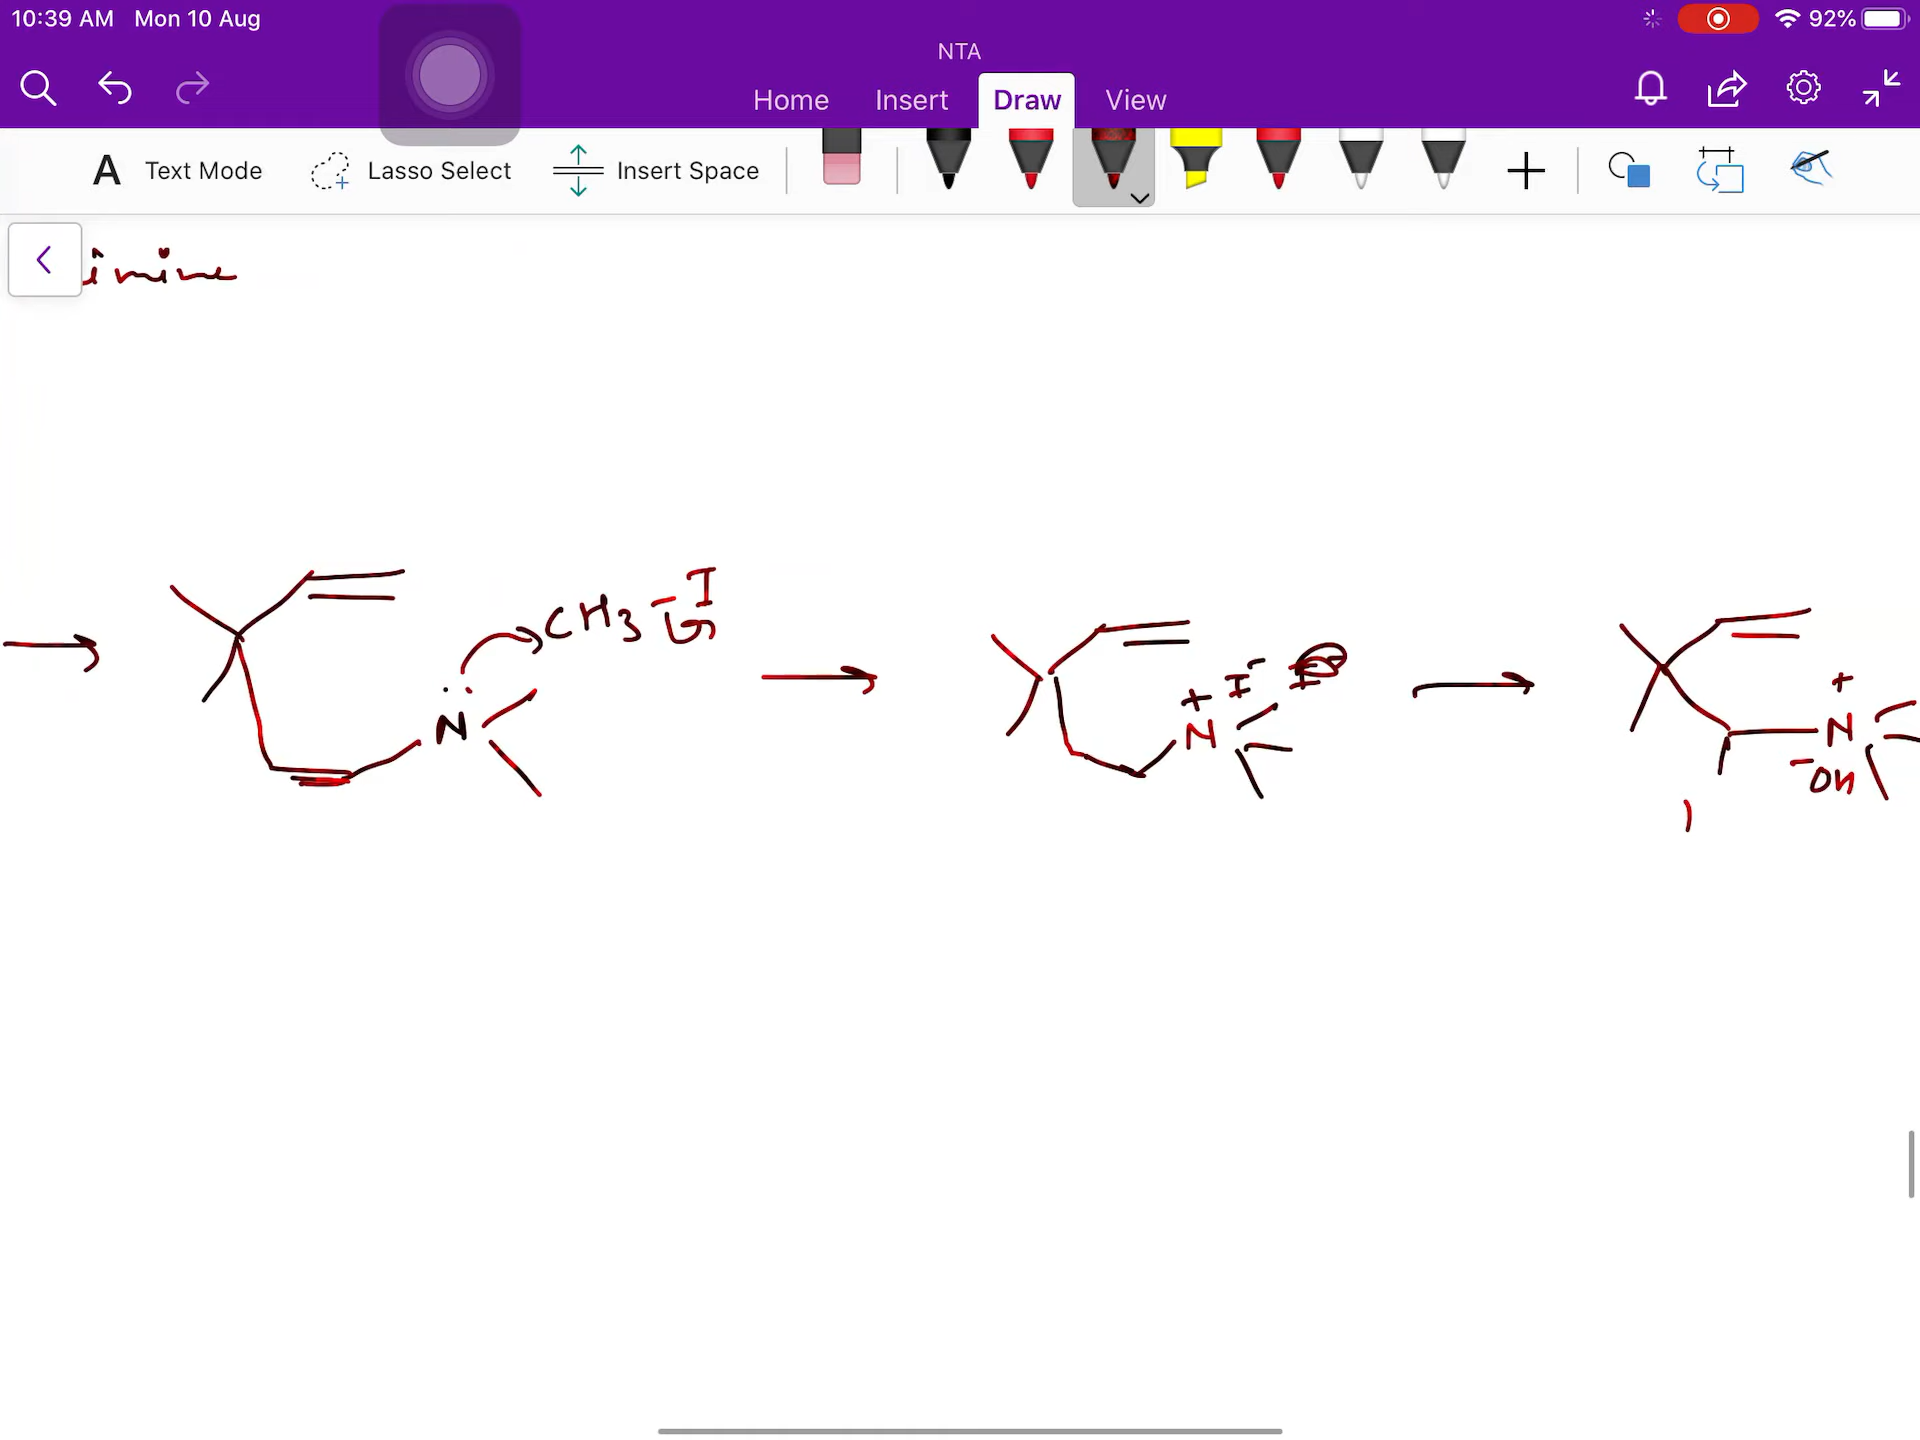 10:39 AM Mon 10 Aug
92%
NTA
Home Insert Draw View
A Text Mode Lasso Select Insert Space
imine
I
CH3
N
+ I⁻ I
N
+
N
⁻OH